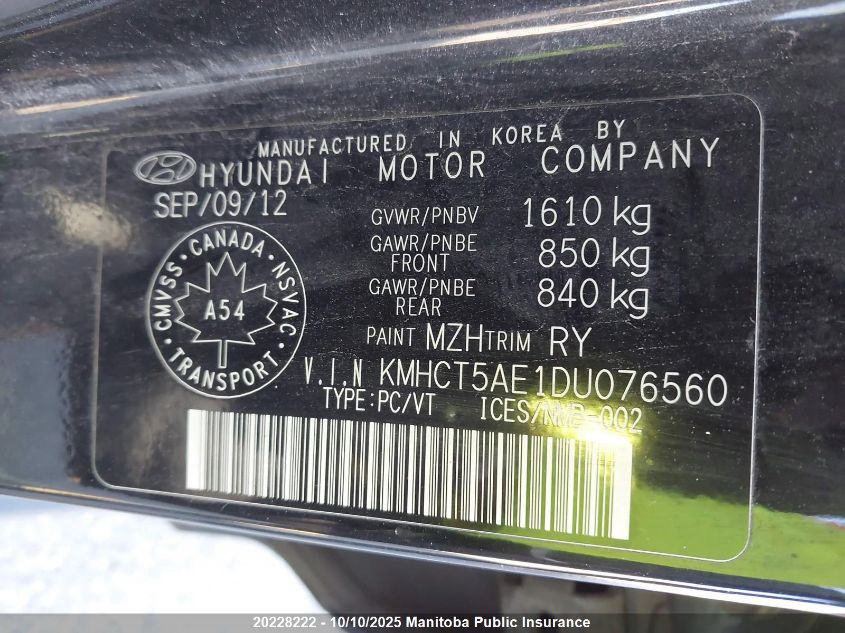 MANUFACTURED IN KOREA BY
HYUNDAI MOTOR COMPANY
SEP/09/12
GVWR/PNBV 1610 kg
GAWR/PNBE FRONT 850 kg
GAWR/PNBE REAR 840 kg
CMVSS · CANADA · NSVAC · TRANSPORT ·
A54
PAINT MZH TRIM RY
V.I.N KMHCT5AE1DU076560
TYPE:PC/VT ICES/NMB-002
20228222 - 10/10/2025 Manitoba Public Insurance